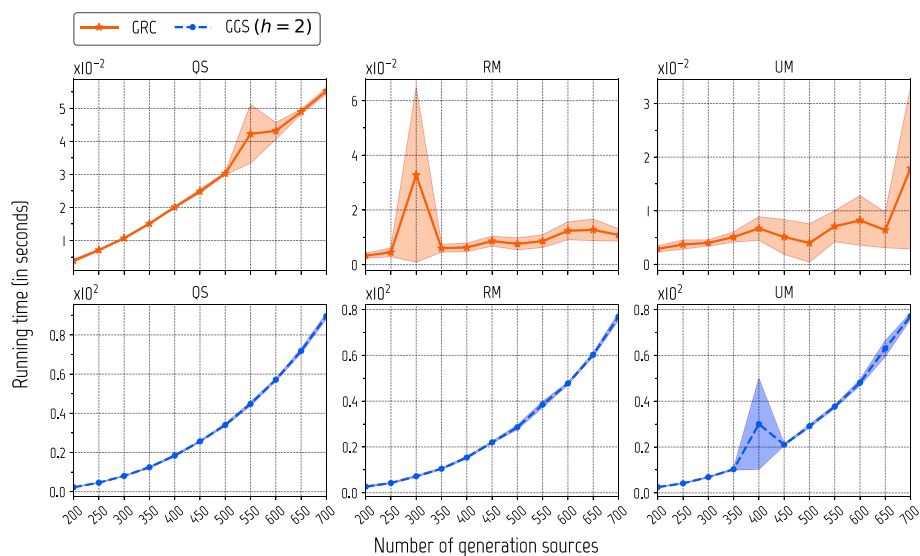 GRC GGS (h = 2)
x10⁻² QS x10⁻² RM x10⁻² UM
5 4 3 2 1
6 4 2 0
3 2 1 0
x10² QS x10² RM x10² UM
0.8 0.6 0.4 0.2 0.0
0.8 0.6 0.4 0.2 0.0
0.8 0.6 0.4 0.2 0.0
200 250 300 350 400 450 500 550 600 650 700
200 250 300 350 400 450 500 550 600 650 700
200 250 300 350 400 450 500 550 600 650 700
Running time (in seconds)
Number of generation sources